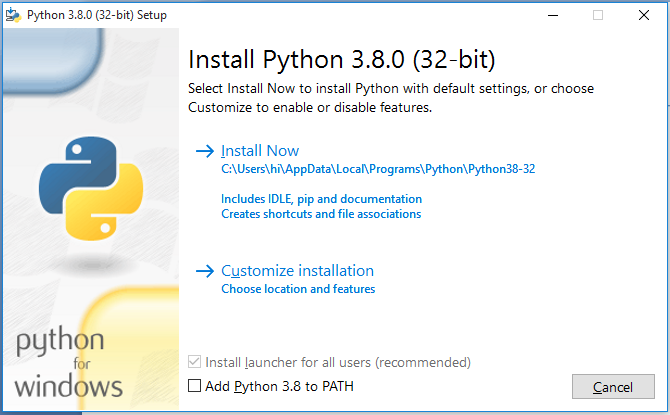 Python 3.8.0 (32-bit) Setup
Install Python 3.8.0 (32-bit)
Select Install Now to install Python with default settings, or choose
Customize to enable or disable features.
Install Now
C:\Users\hi\AppData\Local\Programs\Python\Python38-32
Includes IDLE, pip and documentation
Creates shortcuts and file associations
Customize installation
Choose location and features
Install launcher for all users (recommended)
Add Python 3.8 to PATH
Cancel
python
for
windows